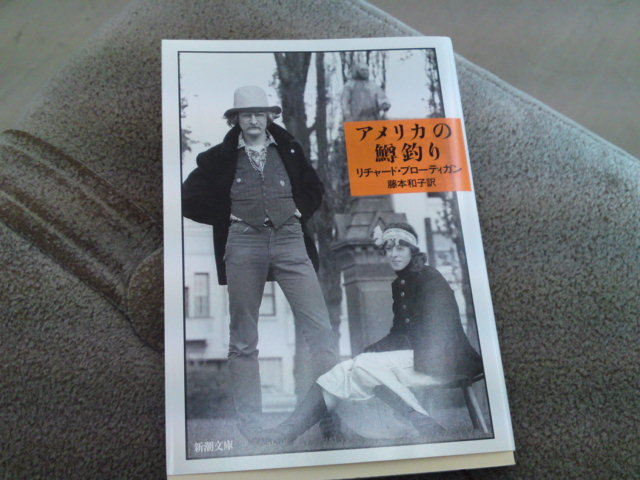 アメリカの
鱒釣り
リチャード・ブローティガン
藤本和子訳
新潮文庫